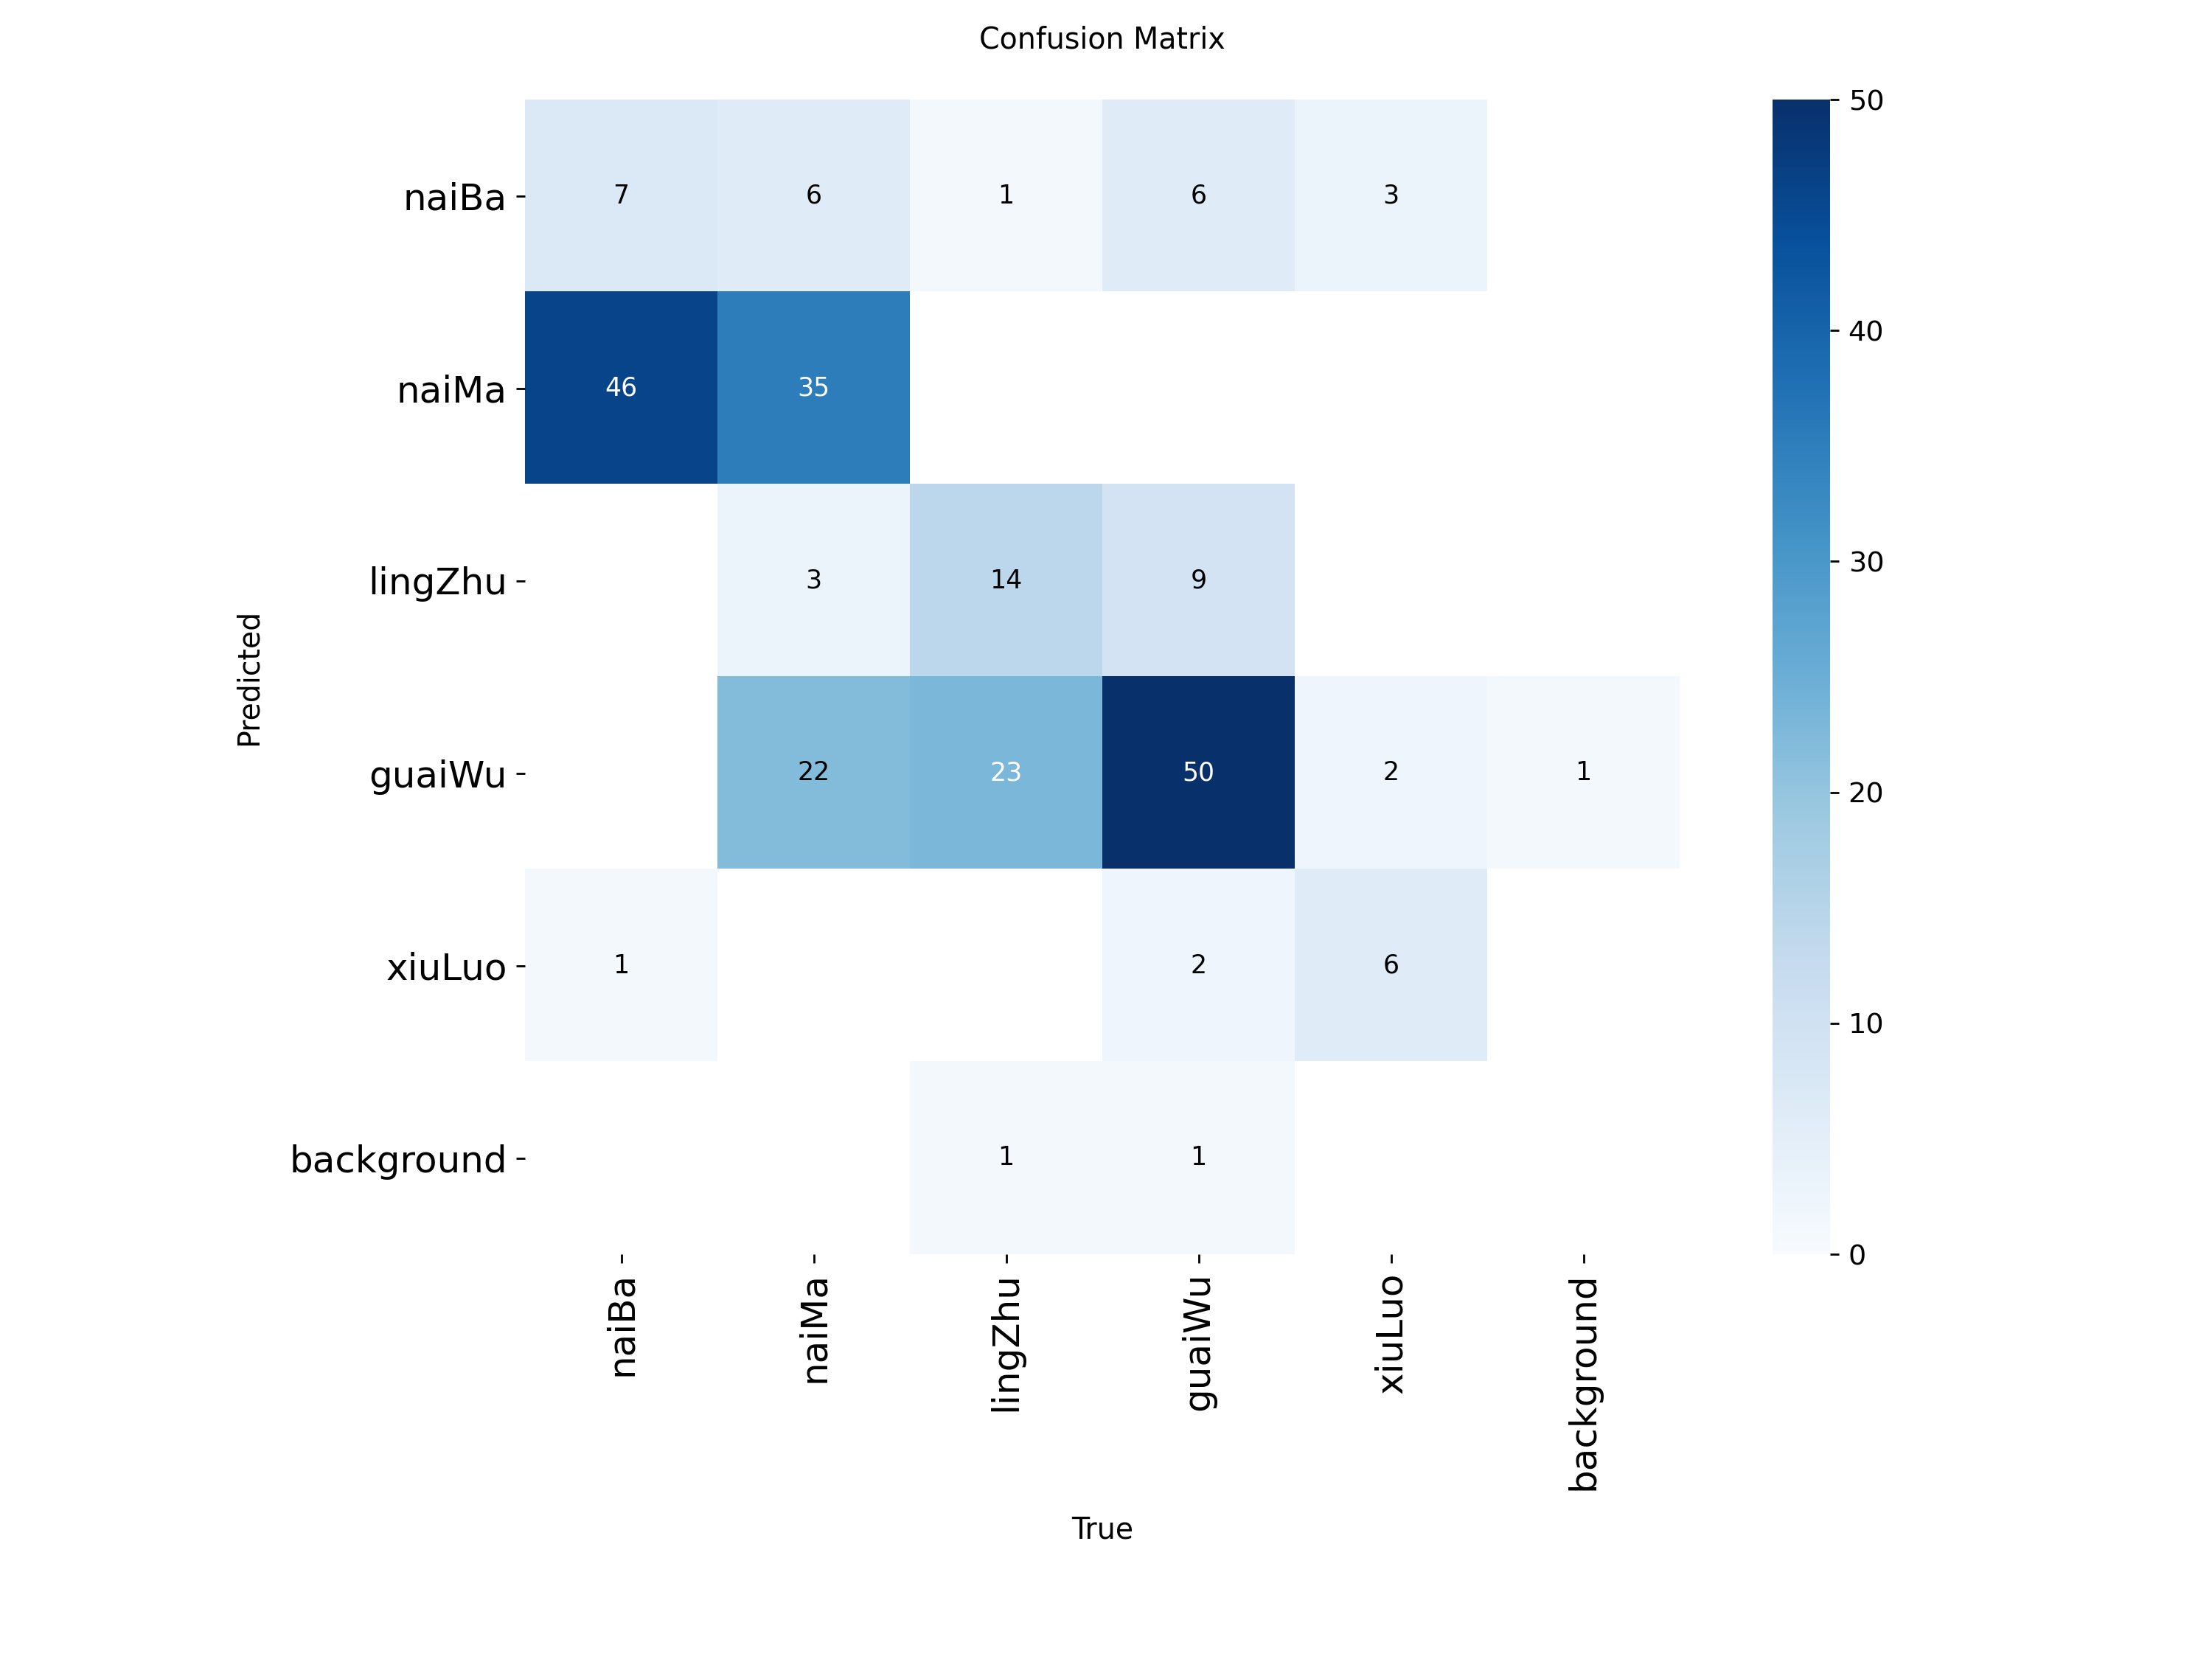 Confusion Matrix
naiBa 7 6 1 6 3
naiMa 46 35
lingZhu 3 14 9
guaiWu 22 23 50 2 1
xiuLuo 1 2 6
background 1 1
Predicted
naiBa naiMa lingZhu guaiWu xiuLuo background
True
50
40
30
20
10
0